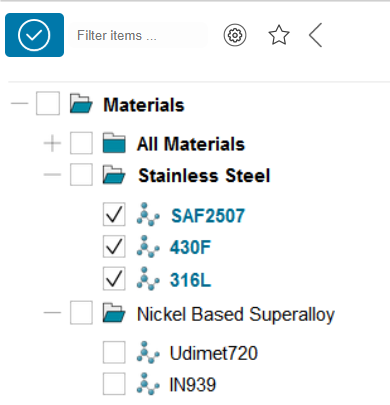 Filter items ...
Materials
All Materials
Stainless Steel
SAF2507
430F
316L
Nickel Based Superalloy
Udimet720
IN939